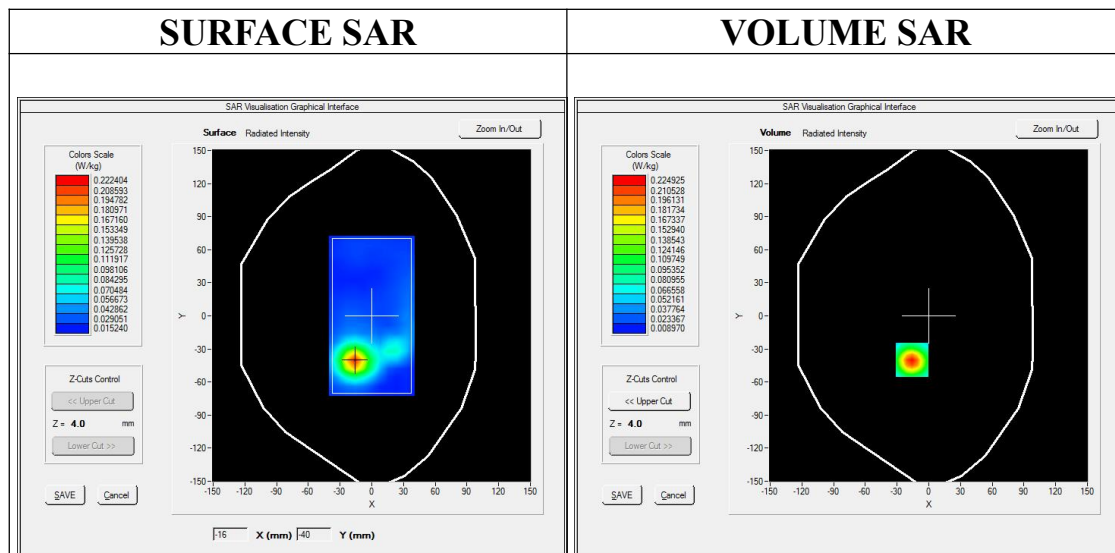 SURFACE SAR
VOLUME SAR
SAR Visualisation Graphical Interface
Surface Radiated Intensity
Zoom In/Out
Colors Scale
(W/kg)
0.222404
0.208593
0.194782
0.180971
0.167160
0.153349
0.139538
0.125728
0.111917
0.098106
0.084295
0.070484
0.056673
0.042862
0.029051
0.015240
Z-Cuts Control
<< Upper Cut
Z = 4.0 mm
Lower Cut >>
SAVE Cancel
150
120
90
60
30
0
-30
-60
-90
-120
-150
Y
-150 -120 -90 -60 -30 0 30 60 90 120 150
X
-16 X (mm) -40 Y (mm)
SAR Visualisation Graphical Interface
Volume Radiated Intensity
Zoom In/Out
Colors Scale
(W/kg)
0.224925
0.210528
0.196131
0.181734
0.167337
0.152940
0.138543
0.124146
0.109749
0.095352
0.080955
0.066558
0.052161
0.037764
0.023367
0.008970
Z-Cuts Control
<< Upper Cut
Z = 4.0 mm
Lower Cut >>
SAVE Cancel
150
120
90
60
30
0
-30
-60
-90
-120
-150
Y
-150 -120 -90 -60 -30 0 30 60 90 120 150
X